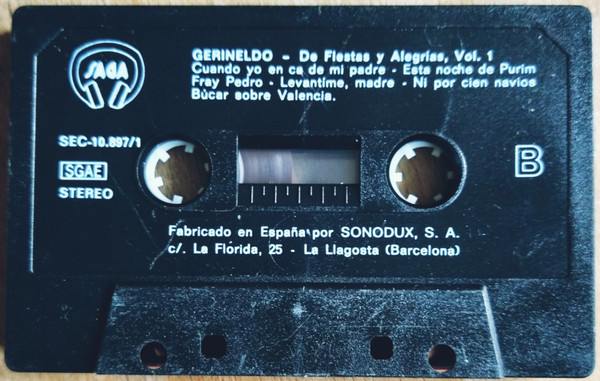 SAGA
GERINELDO - De Fiestas y Alegrías, Vol. 1
Cuando yo en ca de mi padre - Esta noche de Purim
Fray Pedro - Levantíme, madre - Ni por cien navíos
Búcar sobre Valencia.
SEC-10.897/1
SGAE
STEREO
B
Fabricado en España por SONODUX, S. A.
c/. La Florida, 25 - La Llagosta (Barcelona)